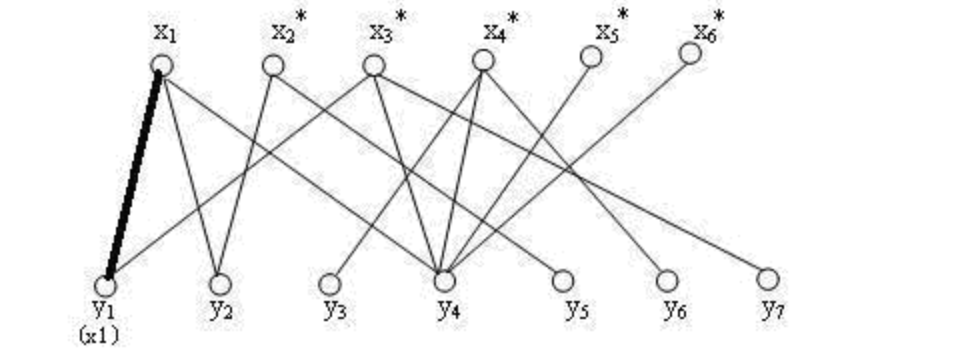 x₁ x₂* x₃* x₄* x₅* x₆*
y₁ y₂ y₃ y₄ y₅ y₆ y₇
(x1)